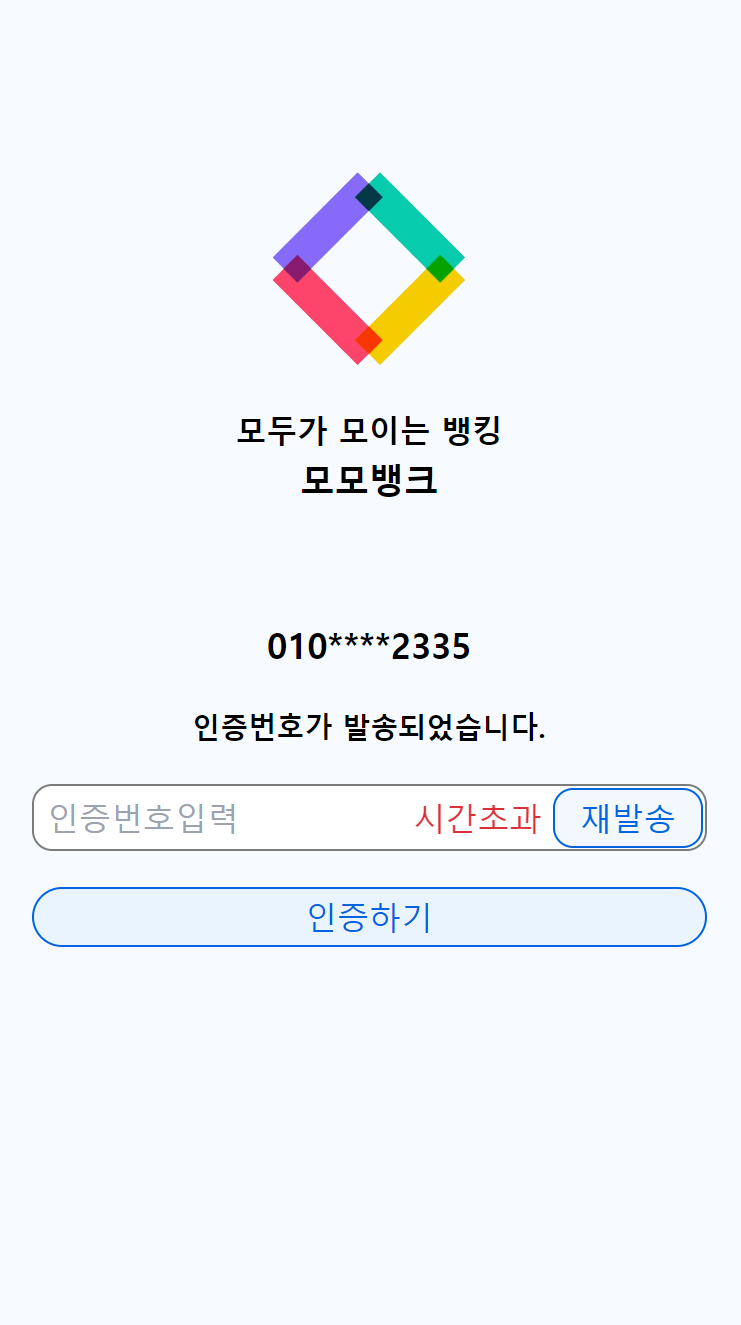 모두가 모이는 뱅킹
모모뱅크
010****2335
인증번호가 발송되었습니다.
인증번호입력 시간초과 재발송
인증하기